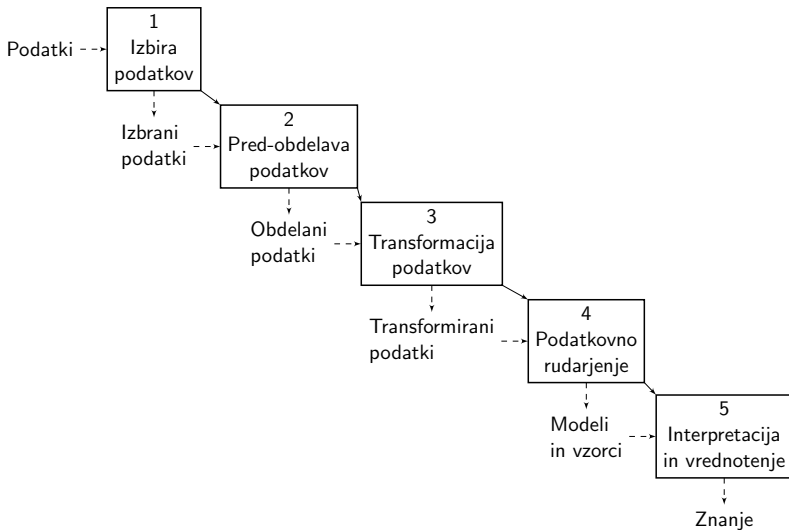 Podatki
1
Izbira
podatkov
Izbrani
podatki
2
Pred-obdelava
podatkov
Obdelani
podatki
3
Transformacija
podatkov
Transformirani
podatki
4
Podatkovno
rudarjenje
Modeli
in vzorci
5
Interpretacija
in vrednotenje
Znanje